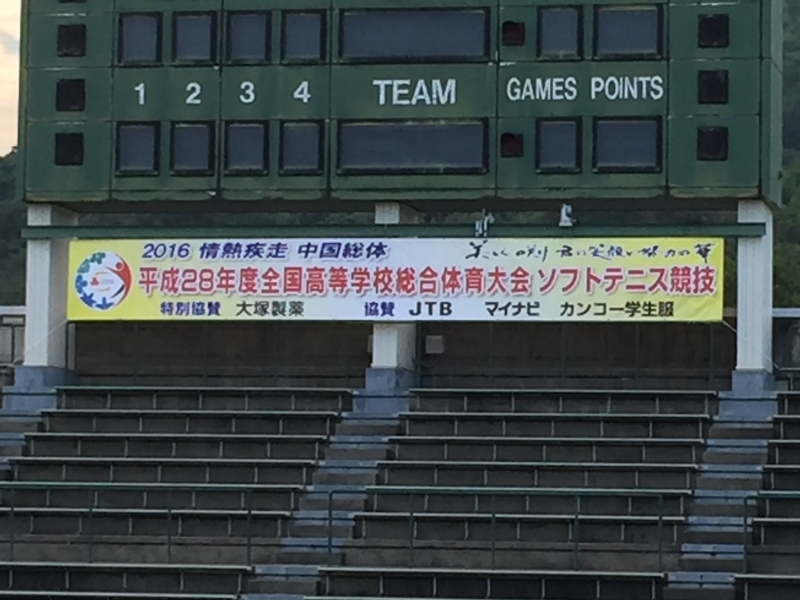 1 2 3 4 TEAM GAMES POINTS
2016 情熱疾走 中国総体
美しく
平成28年度全国高等学校総合体育大会 ソフトテニス競技
特別協賛 大塚製薬 協賛 JTB マイナビ カンコー学生服